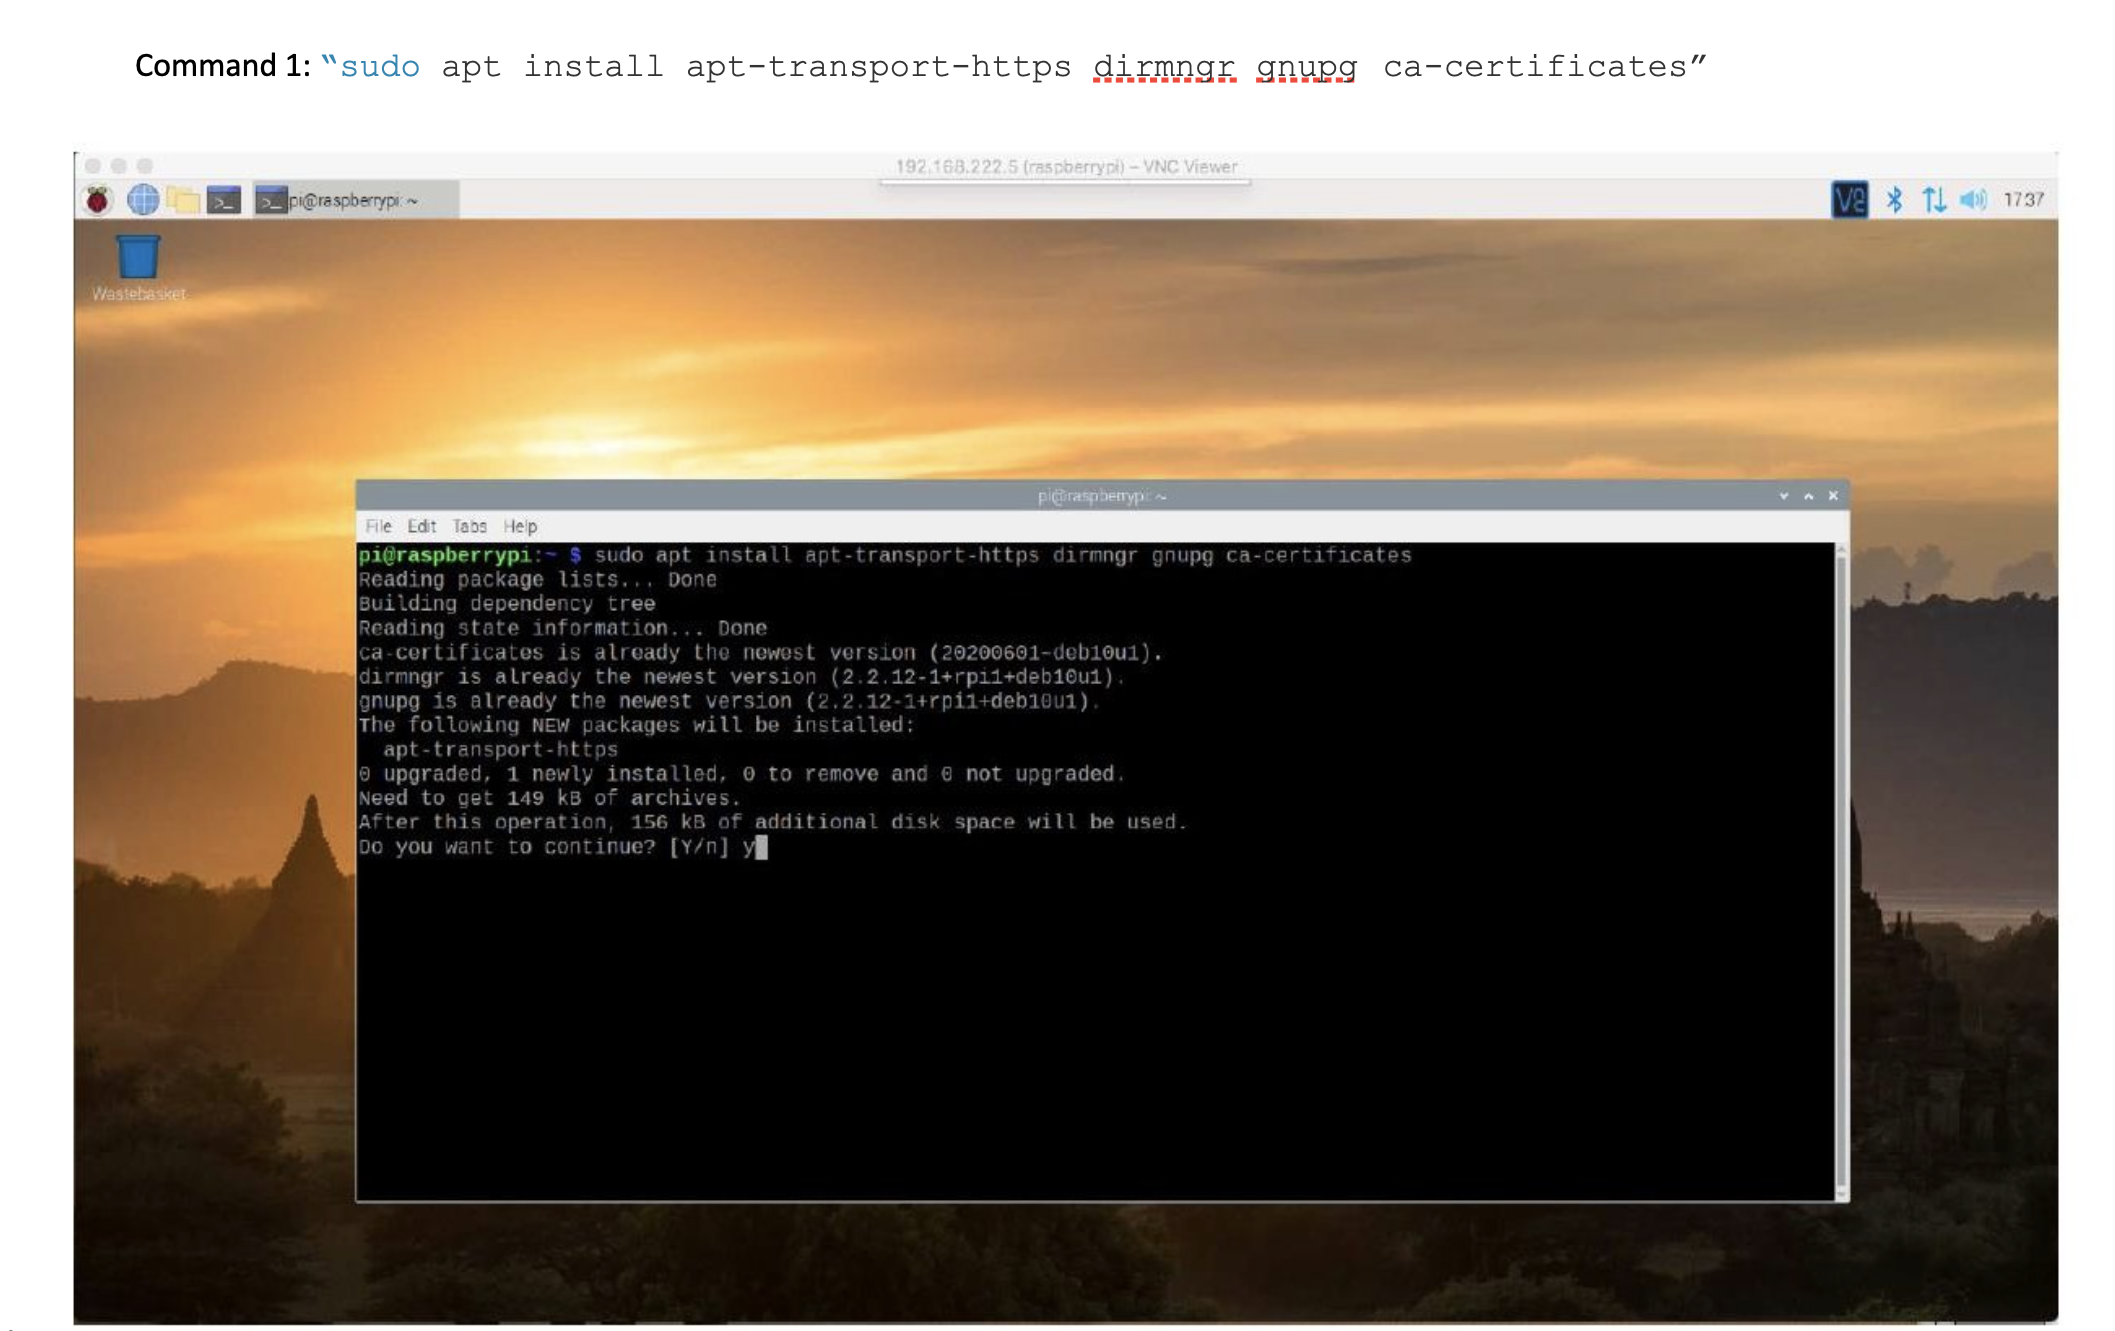 Command 1: “sudo apt install apt-transport-https dirmngr gnupg ca-certificates”
192.168.222.5 (raspberrypi) – VNC Viewer
pi@raspberrypi: ~
17:37
Wastebasket
pi@raspberrypi: ~
File Edit Tabs Help
pi@raspberrypi:~ $ sudo apt install apt-transport-https dirmngr gnupg ca-certificates
Reading package lists... Done
Building dependency tree
Reading state information... Done
ca-certificates is already the newest version (20200601~deb10u1).
dirmngr is already the newest version (2.2.12-1+rpi1+deb10u1).
gnupg is already the newest version (2.2.12-1+rpi1+deb10u1).
The following NEW packages will be installed:
apt-transport-https
0 upgraded, 1 newly installed, 0 to remove and 0 not upgraded.
Need to get 149 kB of archives.
After this operation, 156 kB of additional disk space will be used.
Do you want to continue? [Y/n] y